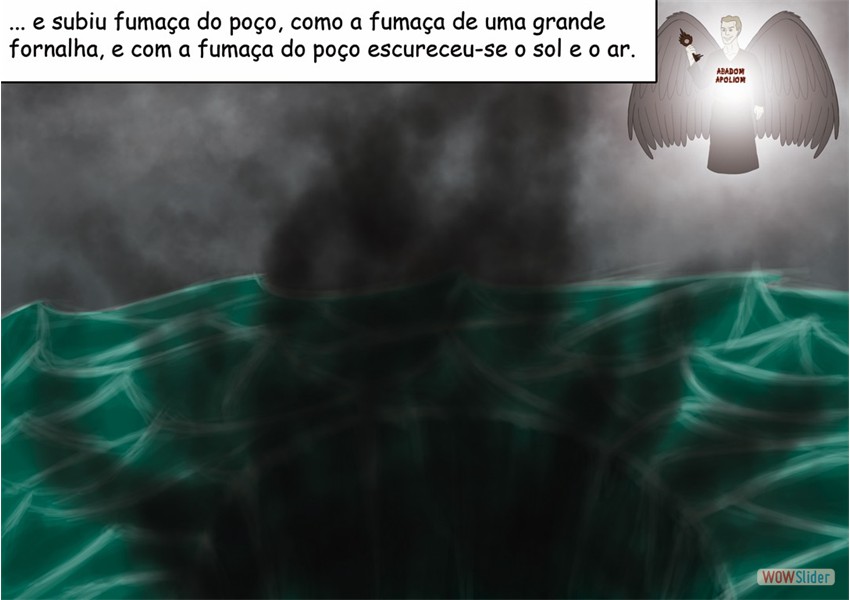 ... e subiu fumaça do poço, como a fumaça de uma grande
fornalha, e com a fumaça do poço escureceu-se o sol e o ar.
ABADOM
APOLIOM
WOWSlider